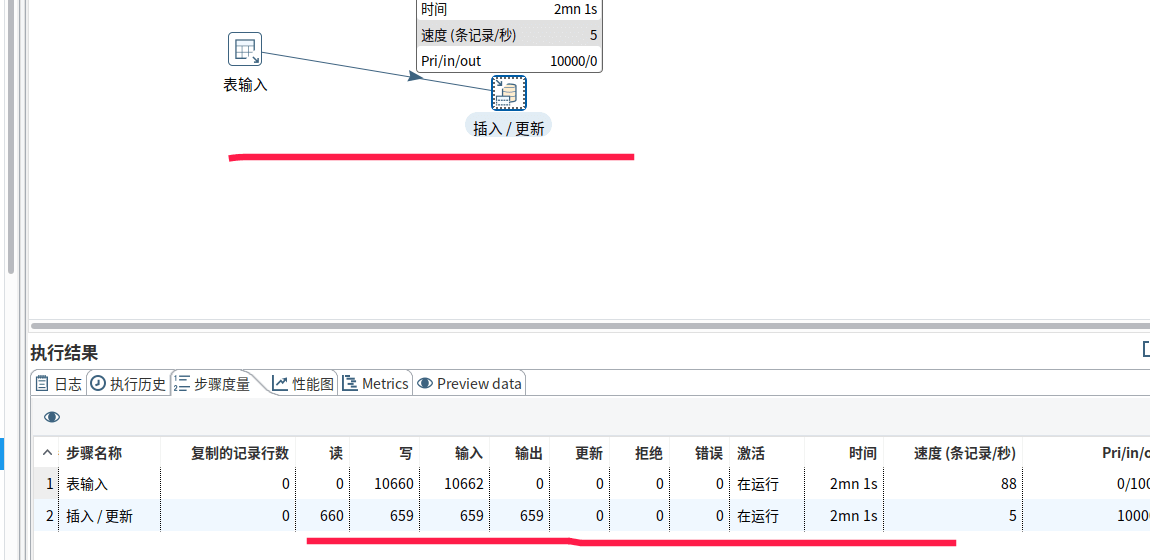 时间 2mn 1s
速度 (条记录/秒) 5
Pri/in/out 10000/0
表输入
插入 / 更新
执行结果
日志 执行历史 步骤度量 性能图 Metrics Preview data
步骤名称 复制的记录行数 读 写 输入 输出 更新 拒绝 错误 激活 时间 速度 (条记录/秒) Pri/in/o
1 表输入 0 0 10660 10662 0 0 0 0 在运行 2mn 1s 88 0/100
2 插入 / 更新 0 660 659 659 659 0 0 0 在运行 2mn 1s 5 1000